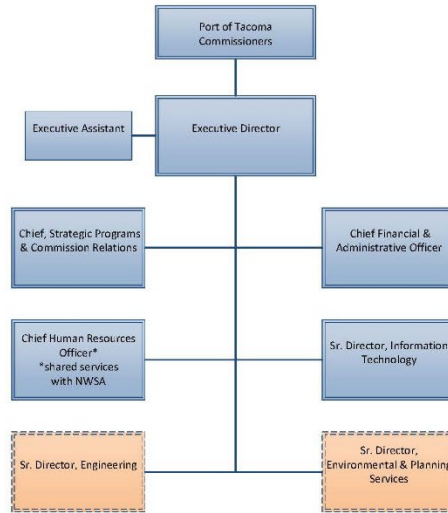 Port of Tacoma
Commissioners
Executive Assistant
Executive Director
Chief, Strategic Programs
& Commission Relations
Chief Financial &
Administrative Officer
Chief Human Resources
Officer*
*shared services
with NWSA
Sr. Director, Information
Technology
Sr. Director, Engineering
Sr. Director,
Environmental & Planning
Services